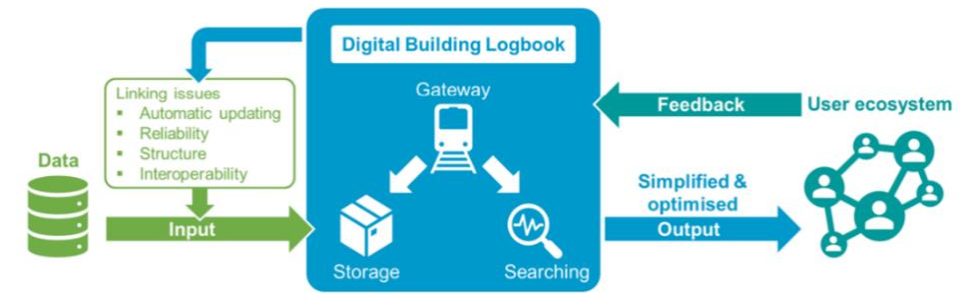 Digital Building Logbook
Linking issues
▪ Automatic updating
▪ Reliability
▪ Structure
▪ Interoperability
Data
Input
Gateway
Storage
Searching
Feedback
User ecosystem
Simplified &
optimised
Output